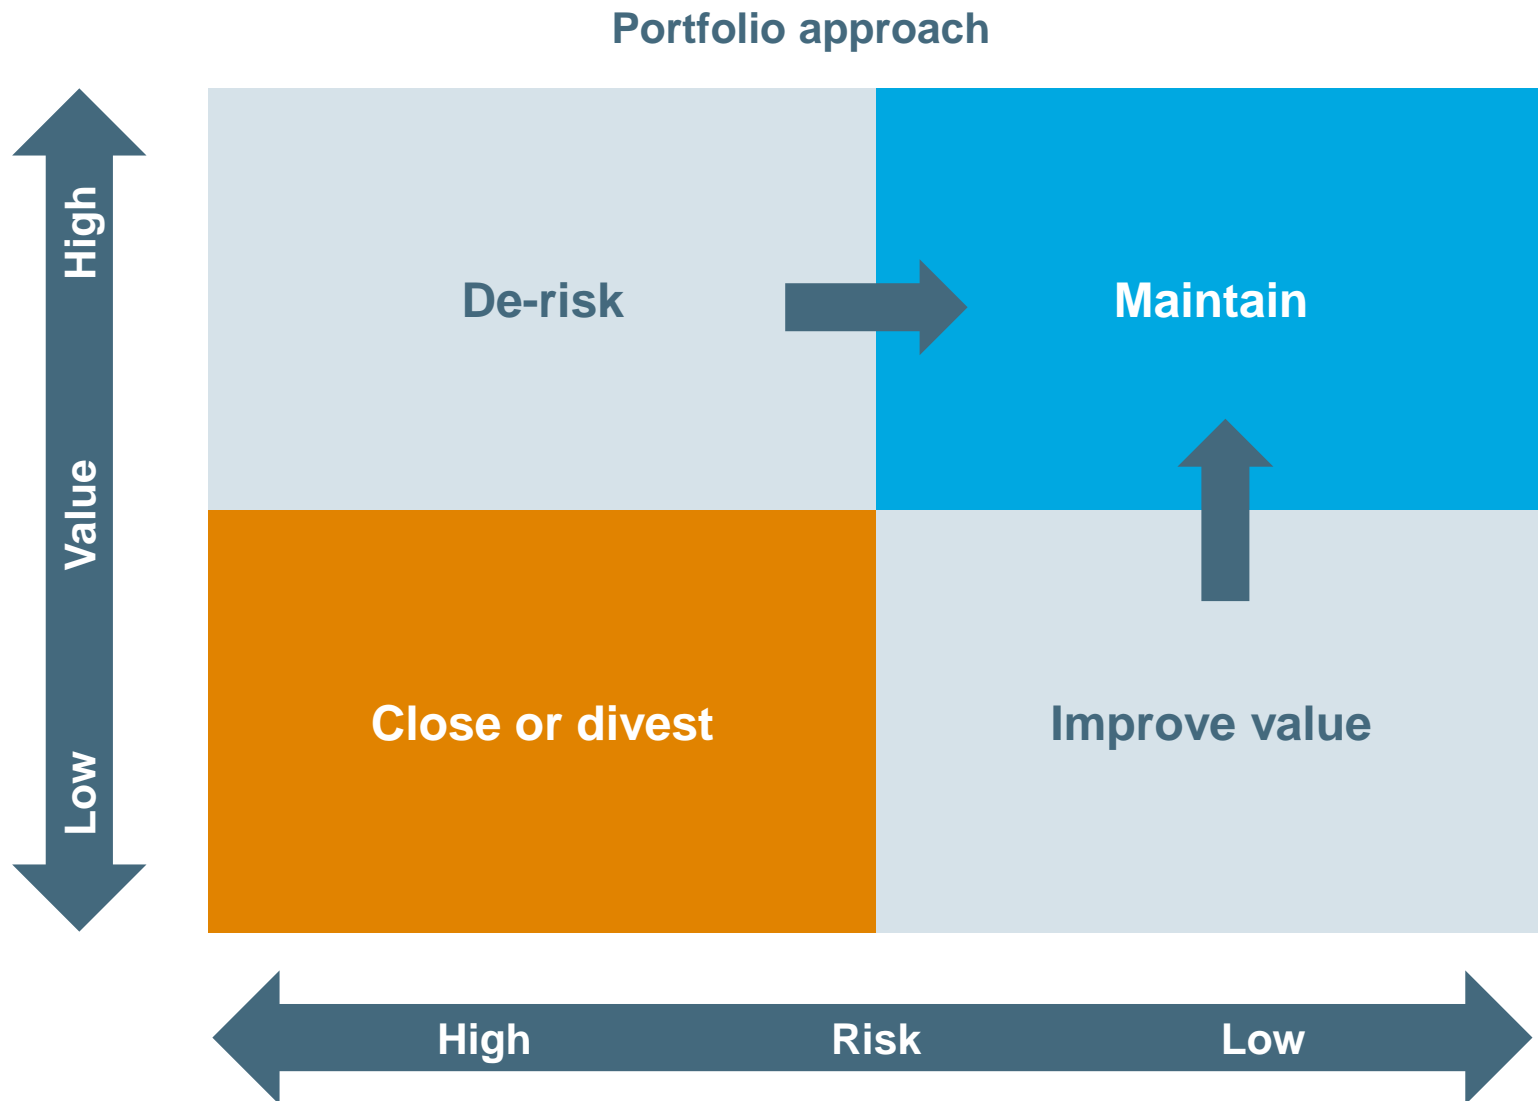 Portfolio approach
High
Value
Low
De-risk
Maintain
Close or divest
Improve value
High
Risk
Low